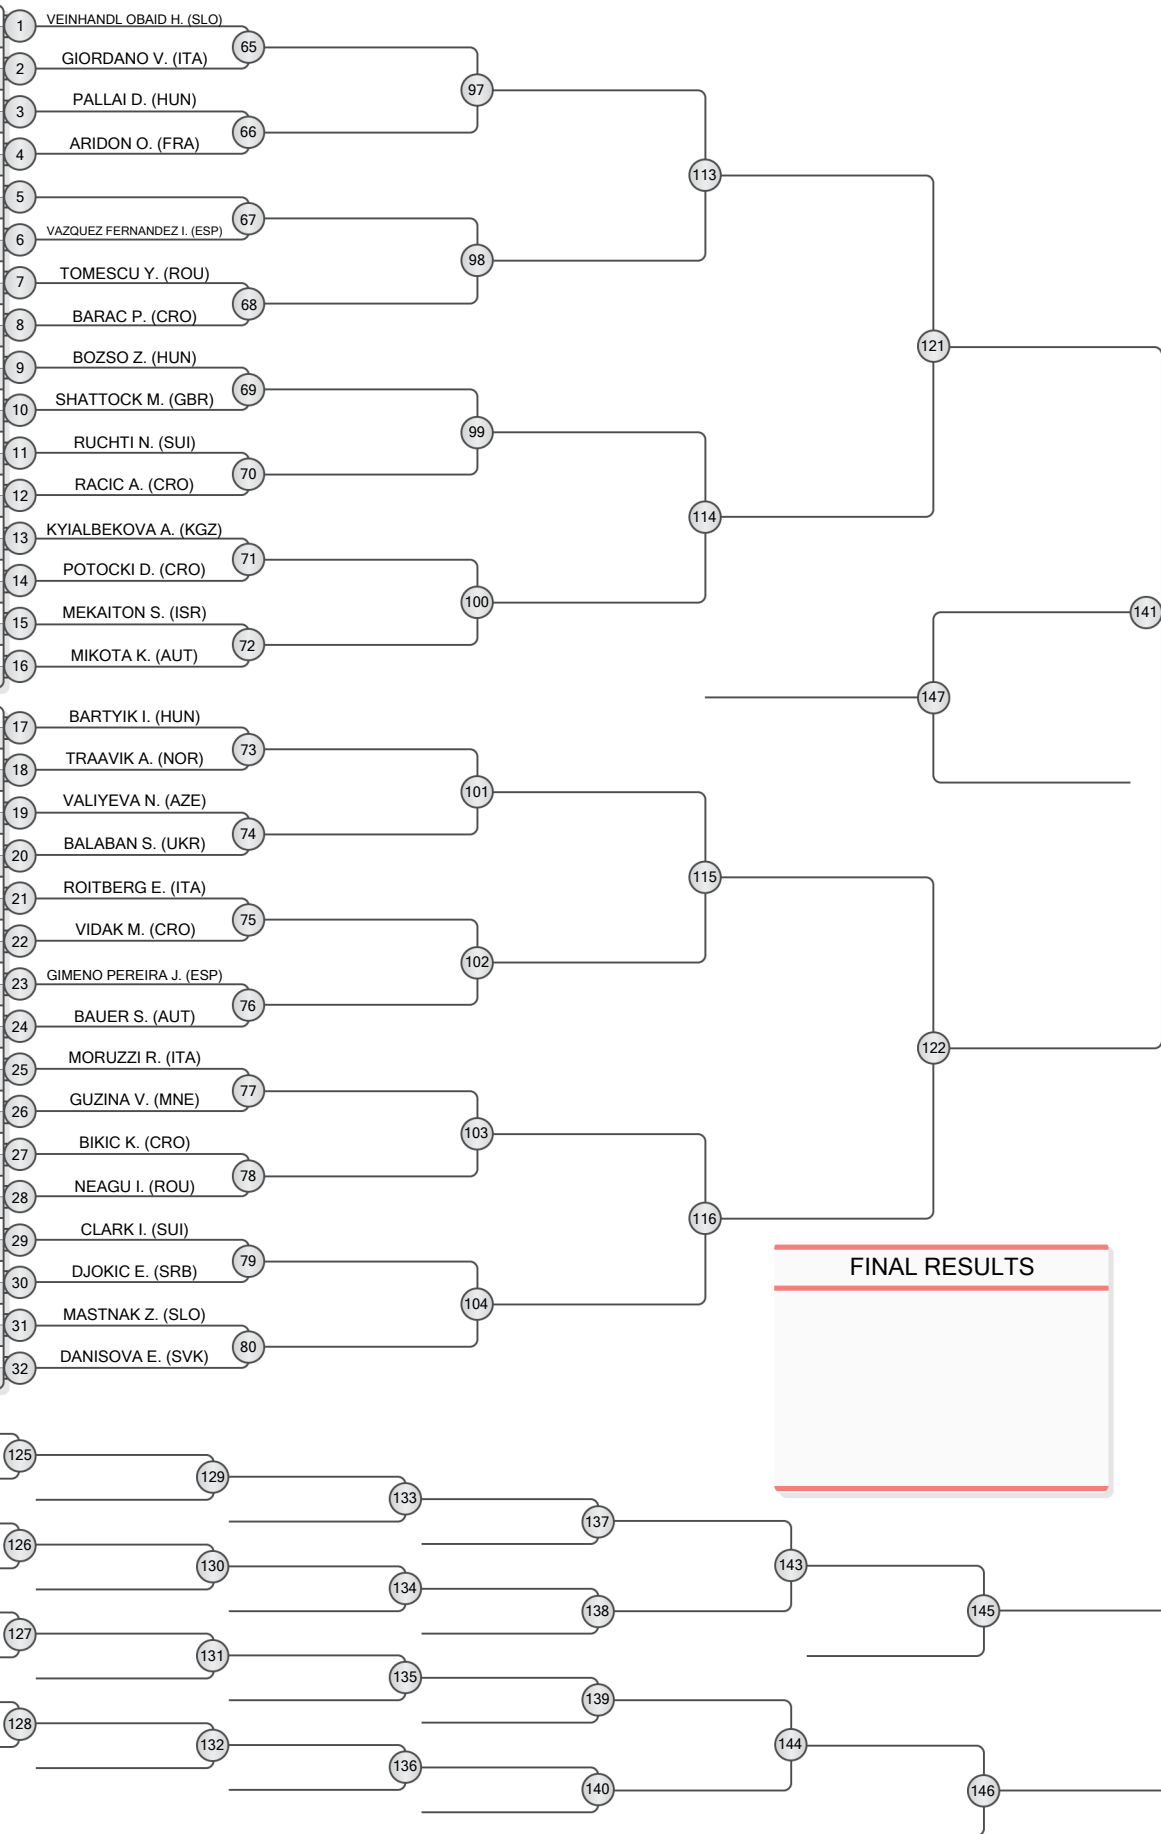 1 VEINHANDL OBAID H. (SLO)
65
2 GIORDANO V. (ITA)
97
3 PALLAI D. (HUN)
66
4 ARIDON O. (FRA)
113
5
67
6 VAZQUEZ FERNANDEZ I. (ESP)
98
7 TOMESCU Y. (ROU)
68
8 BARAC P. (CRO)
121
9 BOZSO Z. (HUN)
69
10 SHATTOCK M. (GBR)
99
11 RUCHTI N. (SUI)
70
12 RACIC A. (CRO)
114
13 KYIALBEKOVA A. (KGZ)
71
14 POTOCKI D. (CRO)
100
15 MEKAITON S. (ISR)
141
72
16 MIKOTA K. (AUT)
147
17 BARTYIK I. (HUN)
73
18 TRAAVIK A. (NOR)
101
19 VALIYEVA N. (AZE)
74
20 BALABAN S. (UKR)
115
21 ROITBERG E. (ITA)
75
22 VIDAK M. (CRO)
102
23 GIMENO PEREIRA J. (ESP)
76
24 BAUER S. (AUT)
122
25 MORUZZI R. (ITA)
77
26 GUZINA V. (MNE)
103
27 BIKIC K. (CRO)
78
28 NEAGU I. (ROU)
116
29 CLARK I. (SUI)
79
30 DJOKIC E. (SRB)
104
31 MASTNAK Z. (SLO)
80
32 DANISOVA E. (SVK)
FINAL RESULTS
125
129
133
137
126
130
143
134
138
145
127
131
135
139
128
132
144
136
140
146